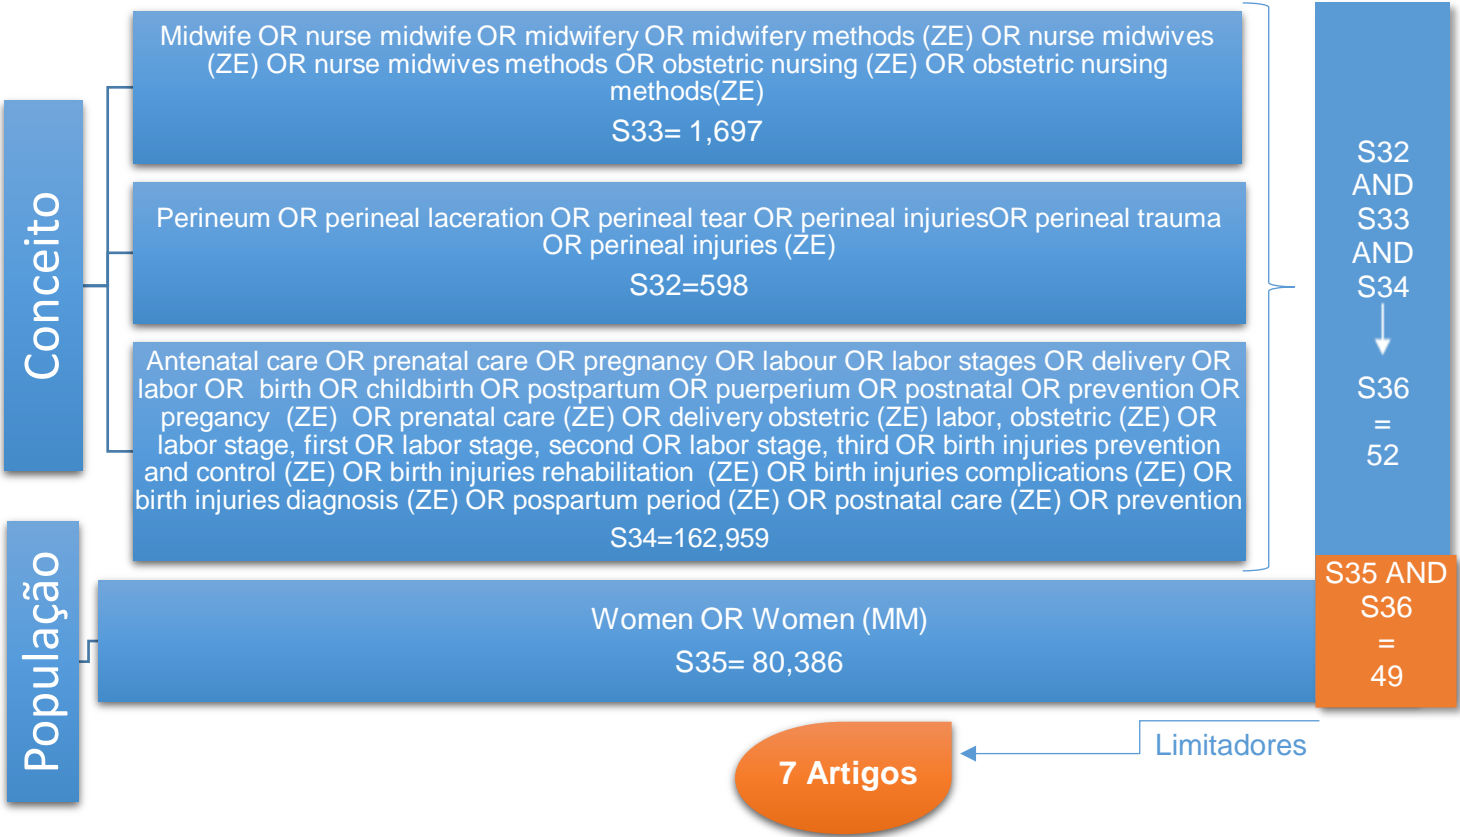 Conceito
Midwife OR nurse midwife OR midwifery OR midwifery methods (ZE) OR nurse midwives
(ZE) OR nurse midwives methods OR obstetric nursing (ZE) OR obstetric nursing
methods(ZE)
S33= 1,697
Perineum OR perineal laceration OR perineal tear OR perineal injuriesOR perineal trauma
OR perineal injuries (ZE)
S32=598
Antenatal care OR prenatal care OR pregnancy OR labour OR labor stages OR delivery OR
labor OR birth OR childbirth OR postpartum OR puerperium OR postnatal OR prevention OR
pregancy (ZE) OR prenatal care (ZE) OR delivery obstetric (ZE) labor, obstetric (ZE) OR
labor stage, first OR labor stage, second OR labor stage, third OR birth injuries prevention
and control (ZE) OR birth injuries rehabilitation (ZE) OR birth injuries complications (ZE) OR
birth injuries diagnosis (ZE) OR pospartum period (ZE) OR postnatal care (ZE) OR prevention
S34=162,959
S32
AND
S33
AND
S34
S36
=
52
População
Women OR Women (MM)
S35= 80,386
S35 AND
S36
=
49
Limitadores
7 Artigos